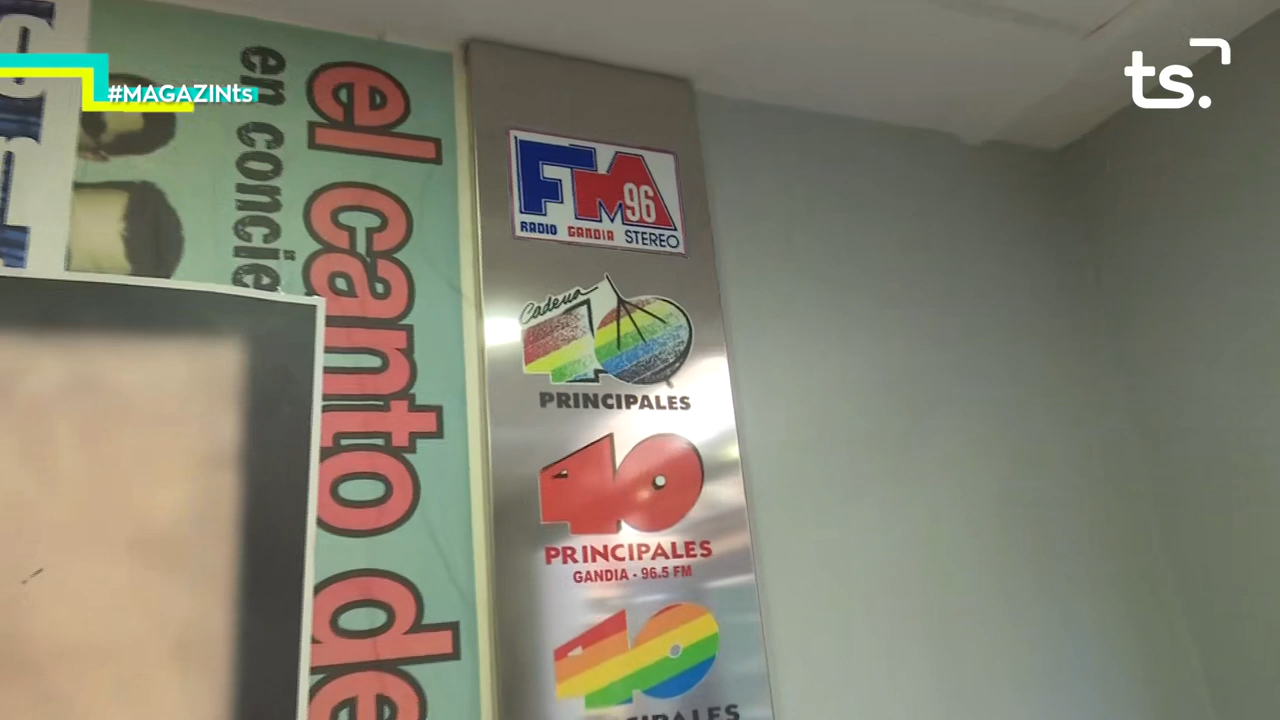 #MAGAZINts
ts.
el canto de
en concie
FM 96
RADIO GANDIA STEREO
Cadena
40
PRINCIPALES
40
PRINCIPALES
GANDIA - 96.5 FM
40